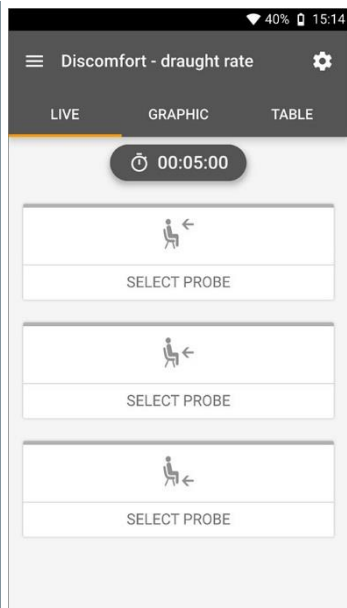 40% 15:14
Discomfort - draught rate
LIVE GRAPHIC TABLE
00:05:00
SELECT PROBE
SELECT PROBE
SELECT PROBE